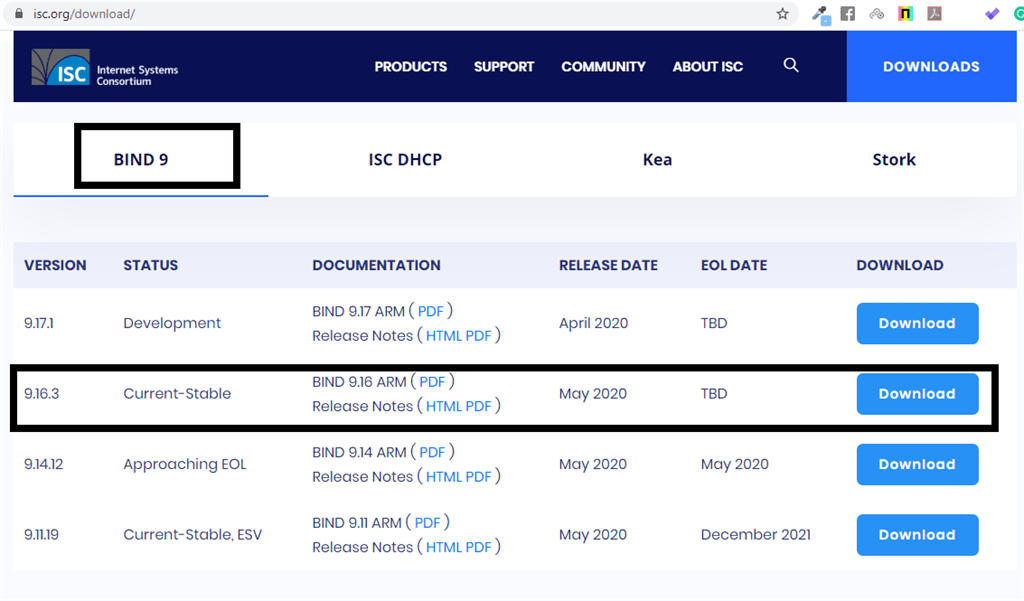 isc.org/download/
ISC Internet Systems
Consortium
PRODUCTS SUPPORT COMMUNITY ABOUT ISC DOWNLOADS
BIND 9 ISC DHCP Kea Stork
VERSION STATUS DOCUMENTATION RELEASE DATE EOL DATE DOWNLOAD
9.17.1 Development BIND 9.17 ARM ( PDF ) April 2020 TBD Download
Release Notes ( HTML PDF )
9.16.3 Current-Stable BIND 9.16 ARM ( PDF ) May 2020 TBD Download
Release Notes ( HTML PDF )
9.14.12 Approaching EOL BIND 9.14 ARM ( PDF ) May 2020 May 2020 Download
Release Notes ( HTML PDF )
9.11.19 Current-Stable, ESV BIND 9.11 ARM ( PDF ) May 2020 December 2021 Download
Release Notes ( HTML PDF )